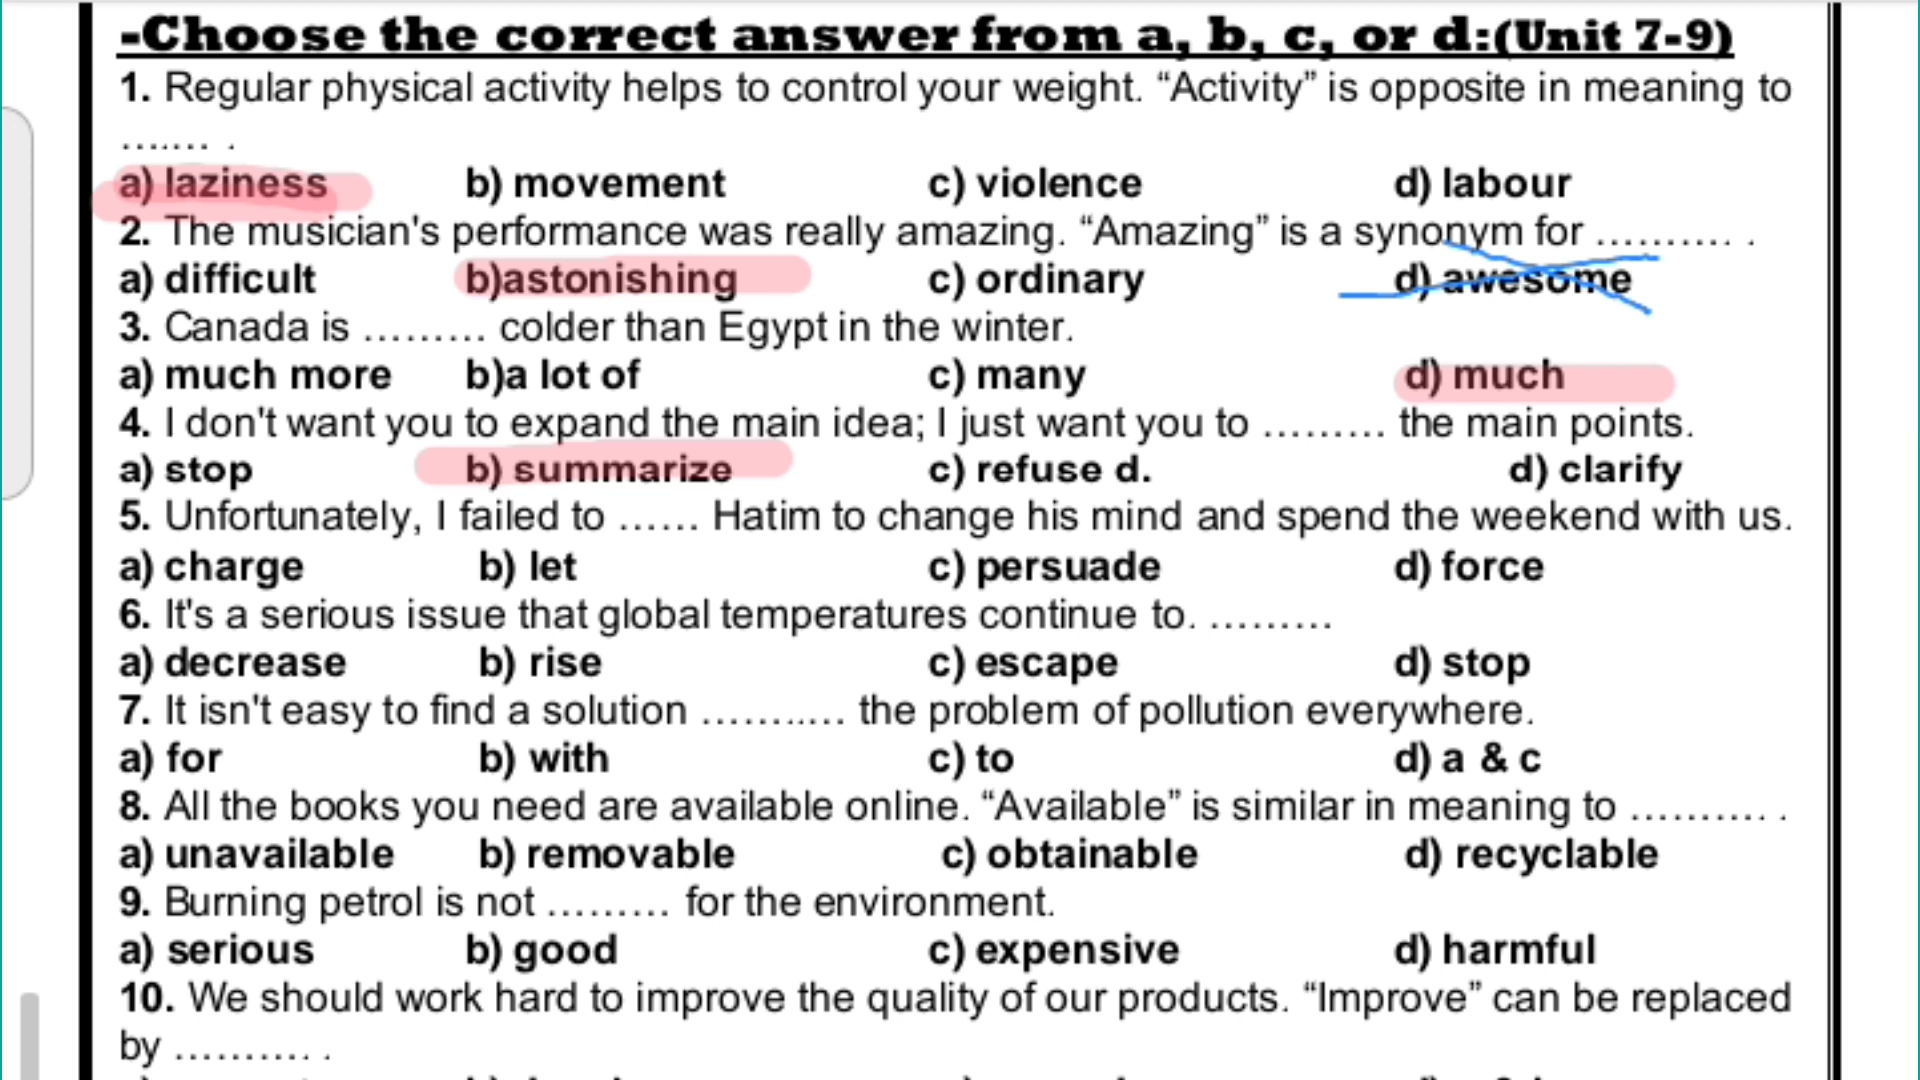 -Choose the correct answer from a, b, c, or d:(Unit 7-9)
1. Regular physical activity helps to control your weight. “Activity” is opposite in meaning to
……. .
a) laziness b) movement c) violence d) labour
2. The musician's performance was really amazing. “Amazing” is a synonym for ………. .
a) difficult b)astonishing c) ordinary d) awesome
3. Canada is ……… colder than Egypt in the winter.
a) much more b)a lot of c) many d) much
4. I don't want you to expand the main idea; I just want you to ……… the main points.
a) stop b) summarize c) refuse d. d) clarify
5. Unfortunately, I failed to …… Hatim to change his mind and spend the weekend with us.
a) charge b) let c) persuade d) force
6. It's a serious issue that global temperatures continue to. ………
a) decrease b) rise c) escape d) stop
7. It isn't easy to find a solution ……….. the problem of pollution everywhere.
a) for b) with c) to d) a & c
8. All the books you need are available online. “Available” is similar in meaning to ………. .
a) unavailable b) removable c) obtainable d) recyclable
9. Burning petrol is not ……… for the environment.
a) serious b) good c) expensive d) harmful
10. We should work hard to improve the quality of our products. “Improve” can be replaced
by ………. .